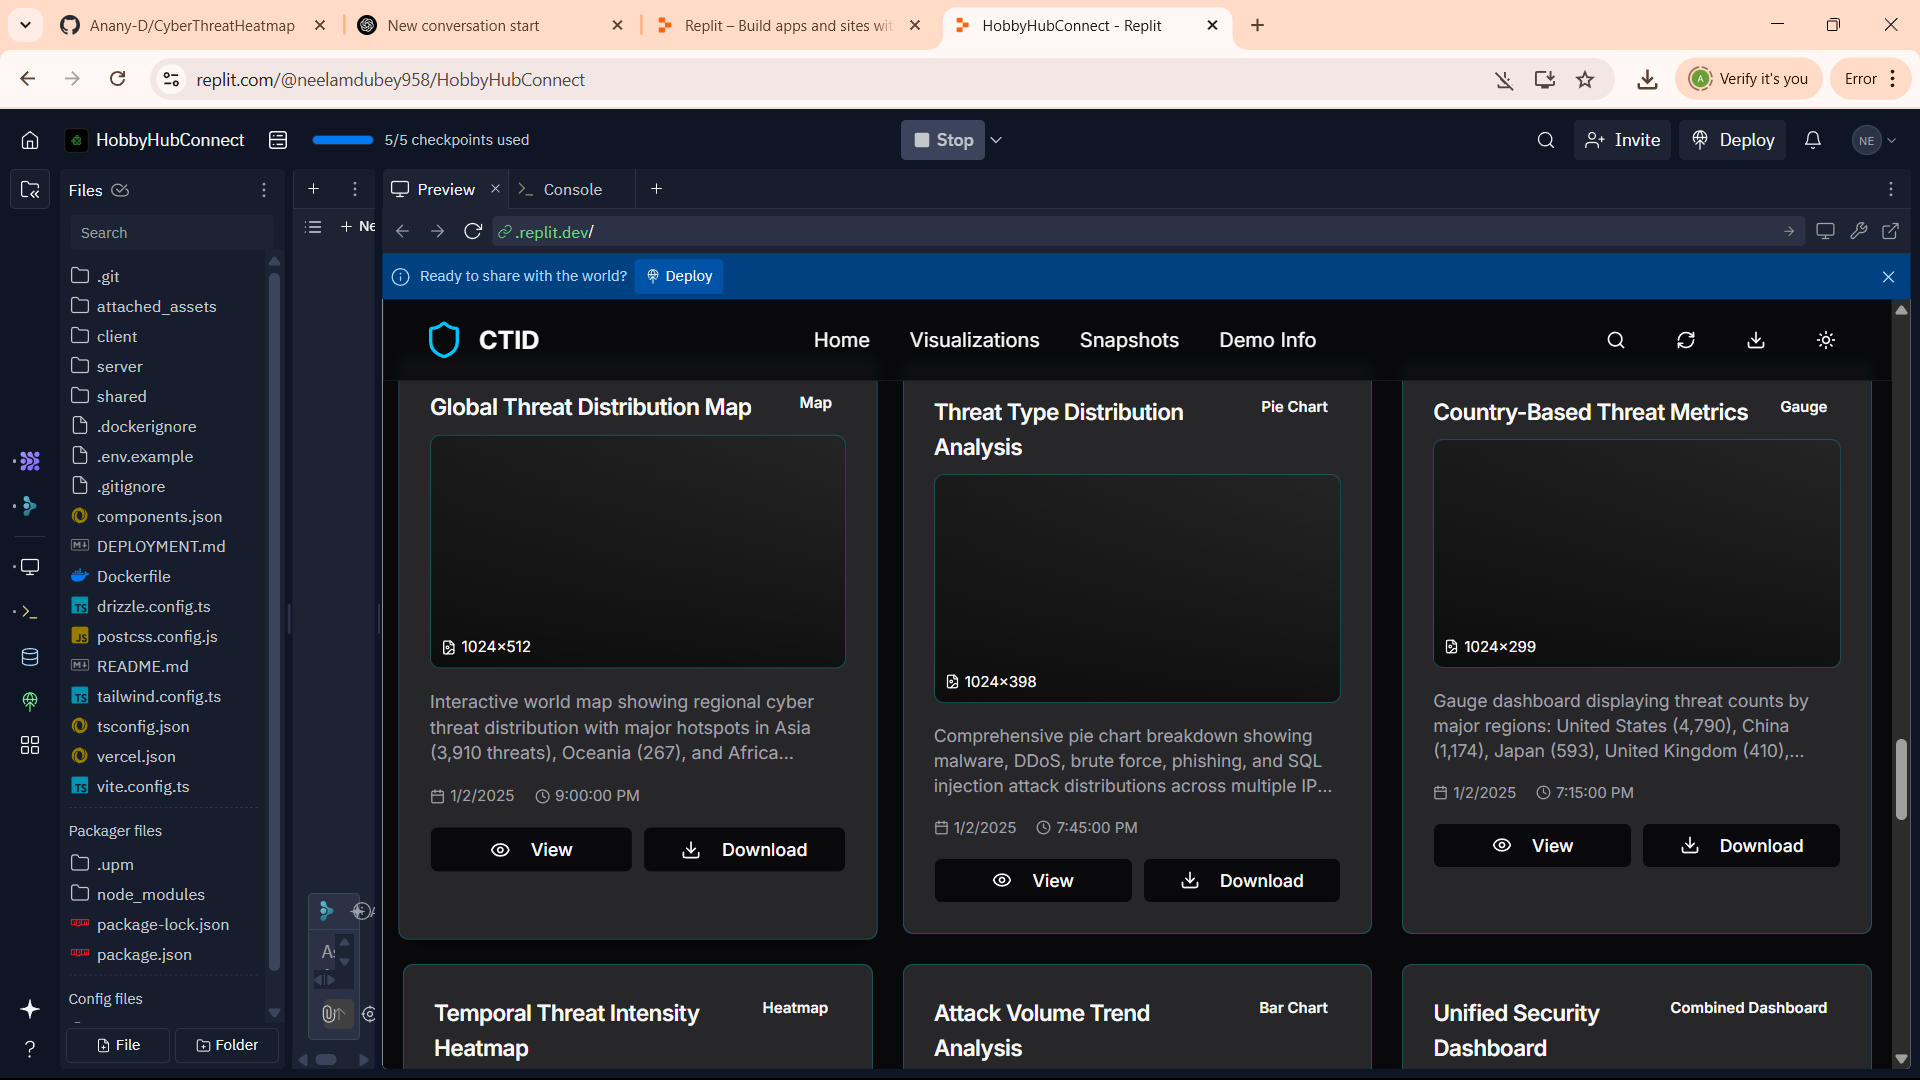 Anany-D/CyberThreatHeatmap
New conversation start
Replit – Build apps and sites wit
HobbyHubConnect - Replit
replit.com/@neelamdubey958/HobbyHubConnect
Verify it's you
Error
HobbyHubConnect
5/5 checkpoints used
Stop
Invite
Deploy
NE
Files
Search
.git
attached_assets
client
server
shared
.dockerignore
.env.example
.gitignore
components.json
DEPLOYMENT.md
Dockerfile
drizzle.config.ts
postcss.config.js
README.md
tailwind.config.ts
tsconfig.json
vercel.json
vite.config.ts
Packager files
.upm
node_modules
package-lock.json
package.json
Config files
File
Folder
Ne
Preview
Console
.replit.dev/
Ready to share with the world?
Deploy
CTID
Home
Visualizations
Snapshots
Demo Info
Global Threat Distribution Map
Map
1024×512
Interactive world map showing regional cyber
threat distribution with major hotspots in Asia
(3,910 threats), Oceania (267), and Africa...
1/2/2025
9:00:00 PM
View
Download
Threat Type Distribution
Analysis
Pie Chart
1024×398
Comprehensive pie chart breakdown showing
malware, DDoS, brute force, phishing, and SQL
injection attack distributions across multiple IP...
1/2/2025
7:45:00 PM
View
Download
Country-Based Threat Metrics
Gauge
1024×299
Gauge dashboard displaying threat counts by
major regions: United States (4,790), China
(1,174), Japan (593), United Kingdom (410),...
1/2/2025
7:15:00 PM
View
Download
Temporal Threat Intensity
Heatmap
Heatmap
Attack Volume Trend
Analysis
Bar Chart
Unified Security
Dashboard
Combined Dashboard